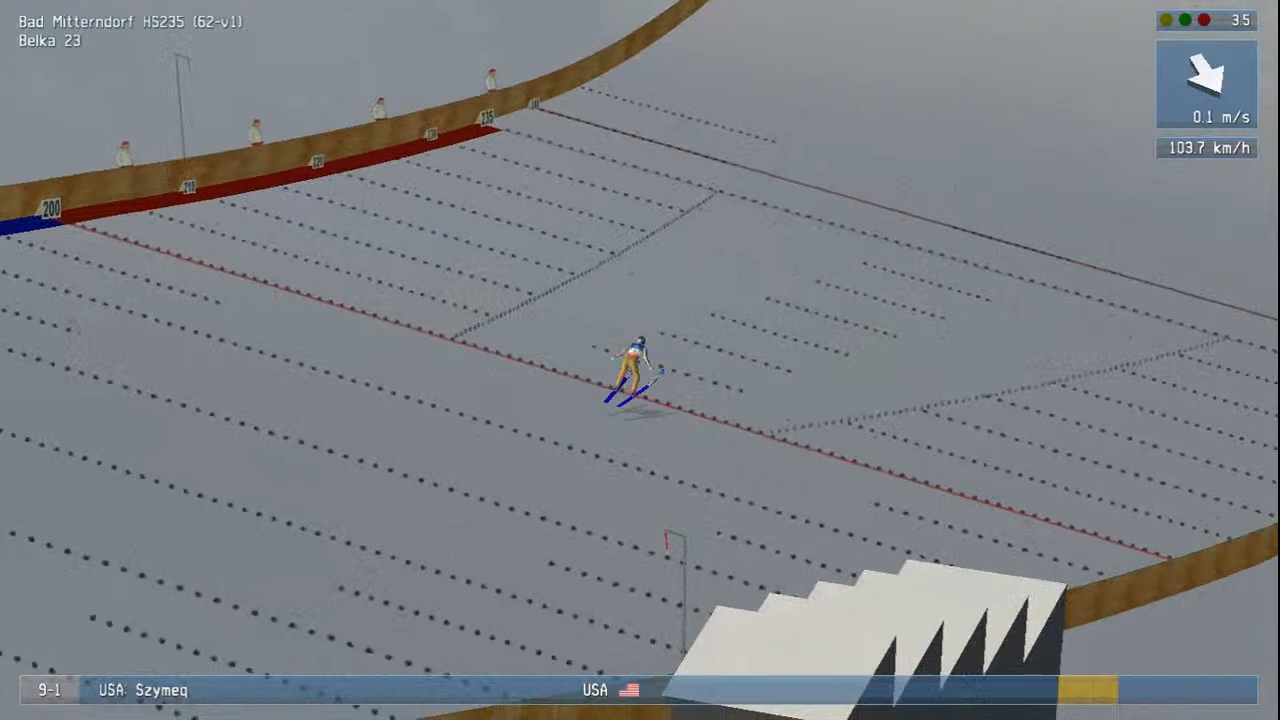 Bad Mitterndorf HS235 (62-v1)
Belka 23
3.5
0.1 m/s
103.7 km/h
235
230
220
210
200
9-1 USA: Szymeq USA